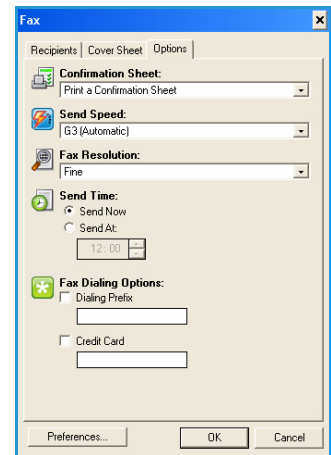 Fax
Recipients Cover Sheet Options
Confirmation Sheet:
Print a Confirmation Sheet
Send Speed:
G3 (Automatic)
Fax Resolution:
Fine
Send Time:
Send Now
Send At:
12:00
Fax Dialing Options:
Dialing Prefix
Credit Card
Preferences... OK Cancel